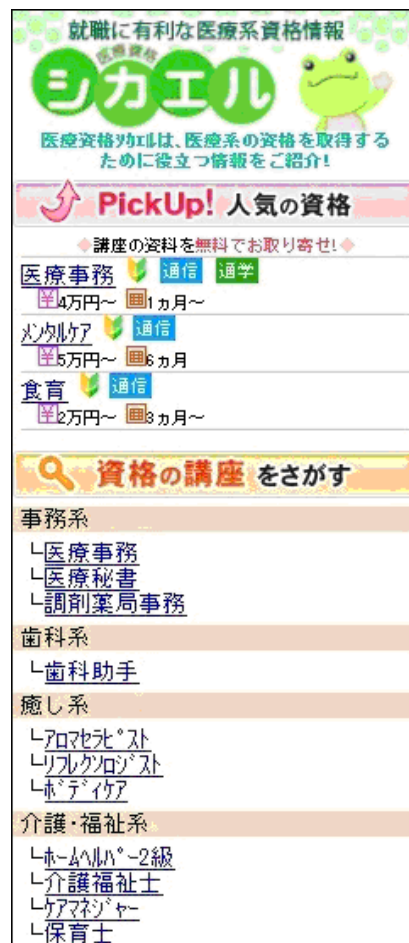 就職に有利な医療系資格情報
医療資格
シカエル
医療資格ｼｶｴﾙは、医療系の資格を取得する
ために役立つ情報をご紹介!
PickUp! 人気の資格
◆講座の資料を無料でお取り寄せ!◆
医療事務 通信 通学
¥4万円～ 1ヵ月～
ﾒﾝﾀﾙｹｱ 通信
¥5万円～ 6ヵ月
食育 通信
¥2万円～ 3ヵ月～
資格の講座をさがす
事務系
└医療事務
└医療秘書
└調剤薬局事務
歯科系
└歯科助手
癒し系
└ｱﾛﾏｾﾗﾋﾟｽﾄ
└ﾘﾌﾚｸｿﾛｼﾞｽﾄ
└ﾎﾞﾃﾞｨｹｱ
介護・福祉系
└ﾎｰﾑﾍﾙﾊﾟｰ2級
└介護福祉士
└ｹｱﾏﾈｼﾞｬｰ
└保育士